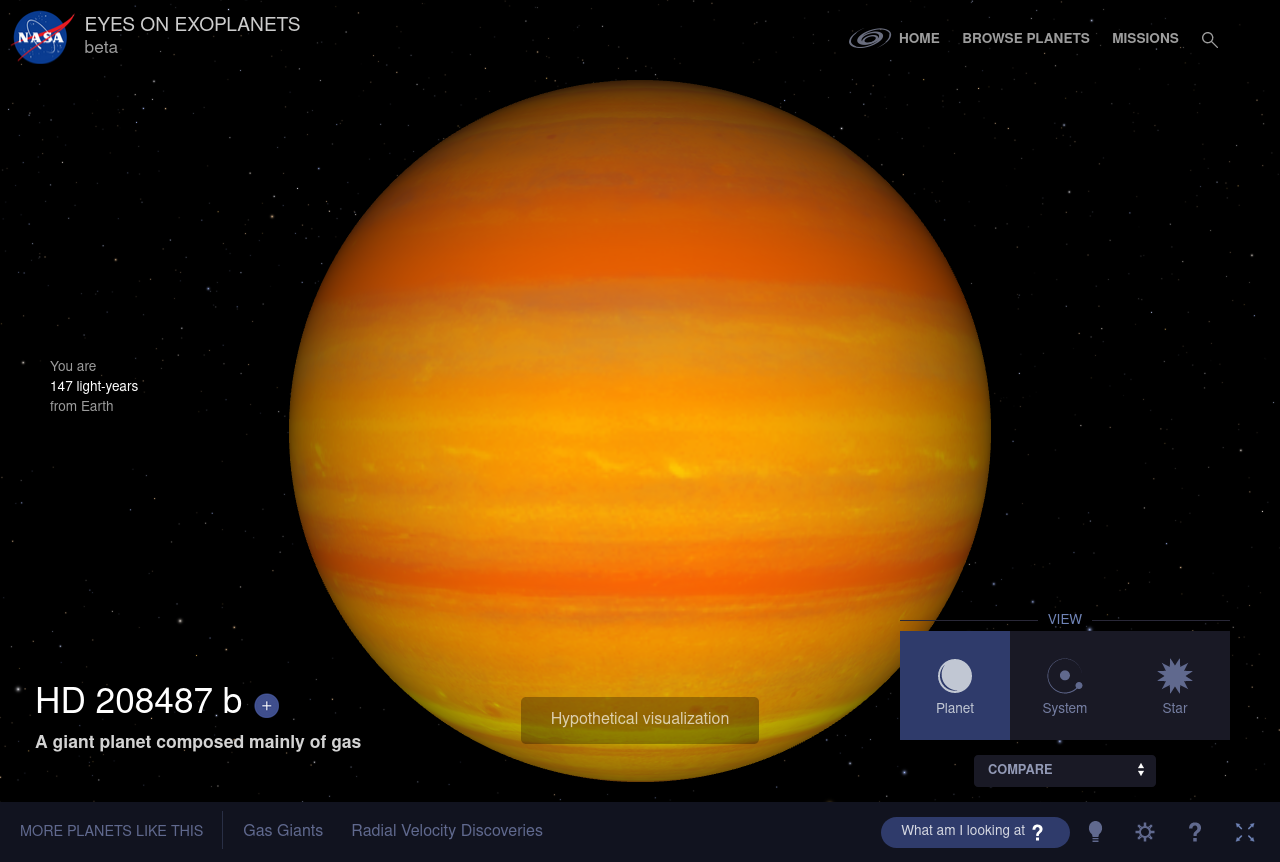 NASA
EYES ON EXOPLANETS
beta
HOME
BROWSE PLANETS
MISSIONS
You are
147 light-years
from Earth
HD 208487 b +
A giant planet composed mainly of gas
Hypothetical visualization
VIEW
Planet
System
Star
COMPARE
MORE PLANETS LIKE THIS
Gas Giants
Radial Velocity Discoveries
What am I looking at ?
?